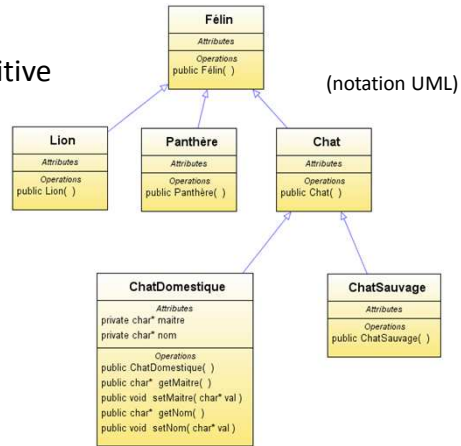 itive
(notation UML)
Félin
Attributes
Operations
public Félin( )
Lion
Attributes
Operations
public Lion( )
Panthère
Attributes
Operations
public Panthère( )
Chat
Attributes
Operations
public Chat( )
ChatDomestique
Attributes
private char* maitre
private char* nom
Operations
public ChatDomestique( )
public char*  getMaitre( )
public void  setMaitre( char* val )
public char*  getNom( )
public void  setNom( char* val )
ChatSauvage
Attributes
Operations
public ChatSauvage( )